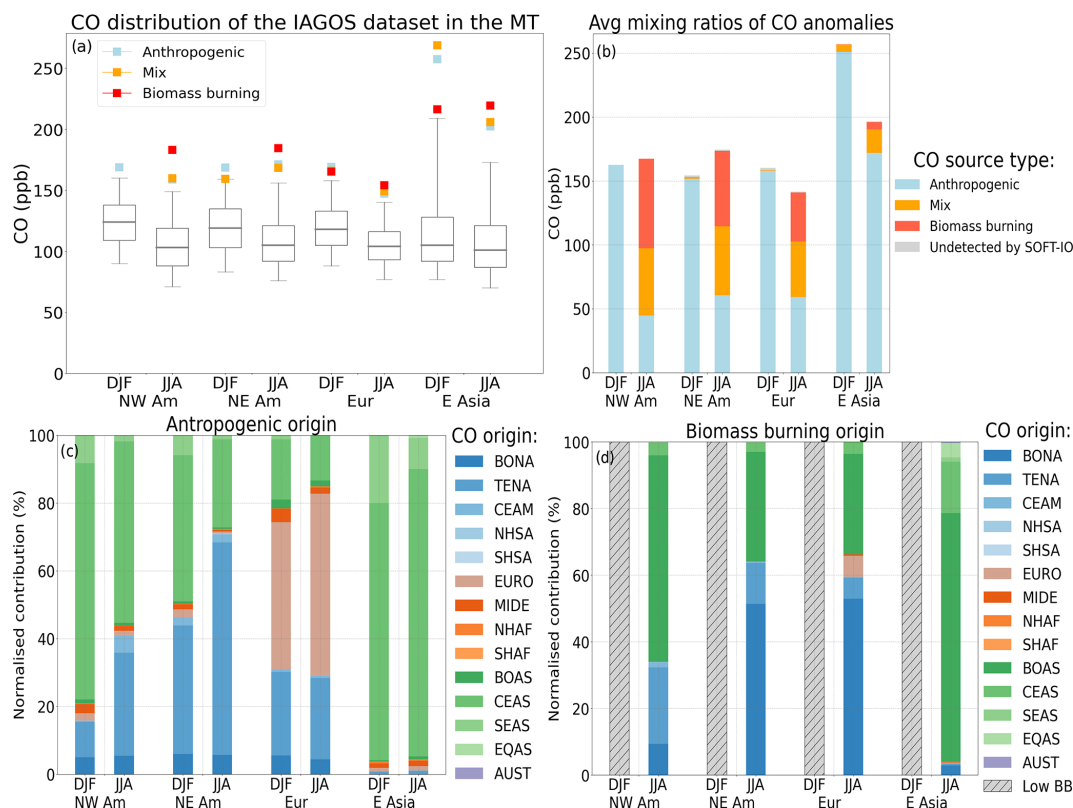 CO distribution of the IAGOS dataset in the MT
(a)
Anthropogenic
Mix
Biomass burning
CO (ppb)
250
200
150
100
50
0
DJF JJA DJF JJA DJF JJA DJF JJA
NW Am NE Am Eur E Asia
Avg mixing ratios of CO anomalies
(b)
CO (ppb)
250
200
150
100
50
0
DJF JJA DJF JJA DJF JJA DJF JJA
NW Am NE Am Eur E Asia
CO source type:
Anthropogenic
Mix
Biomass burning
Undetected by SOFT-IO
Antropogenic origin
(c)
Normalised contribution (%)
100
80
60
40
20
0
DJF JJA DJF JJA DJF JJA DJF JJA
NW Am NE Am Eur E Asia
CO origin:
BONA
TENA
CEAM
NHSA
SHSA
EURO
MIDE
NHAF
SHAF
BOAS
CEAS
SEAS
EQAS
AUST
Biomass burning origin
(d)
Normalised contribution (%)
100
80
60
40
20
0
DJF JJA DJF JJA DJF JJA DJF JJA
NW Am NE Am Eur E Asia
CO origin:
BONA
TENA
CEAM
NHSA
SHSA
EURO
MIDE
NHAF
SHAF
BOAS
CEAS
SEAS
EQAS
AUST
Low BB